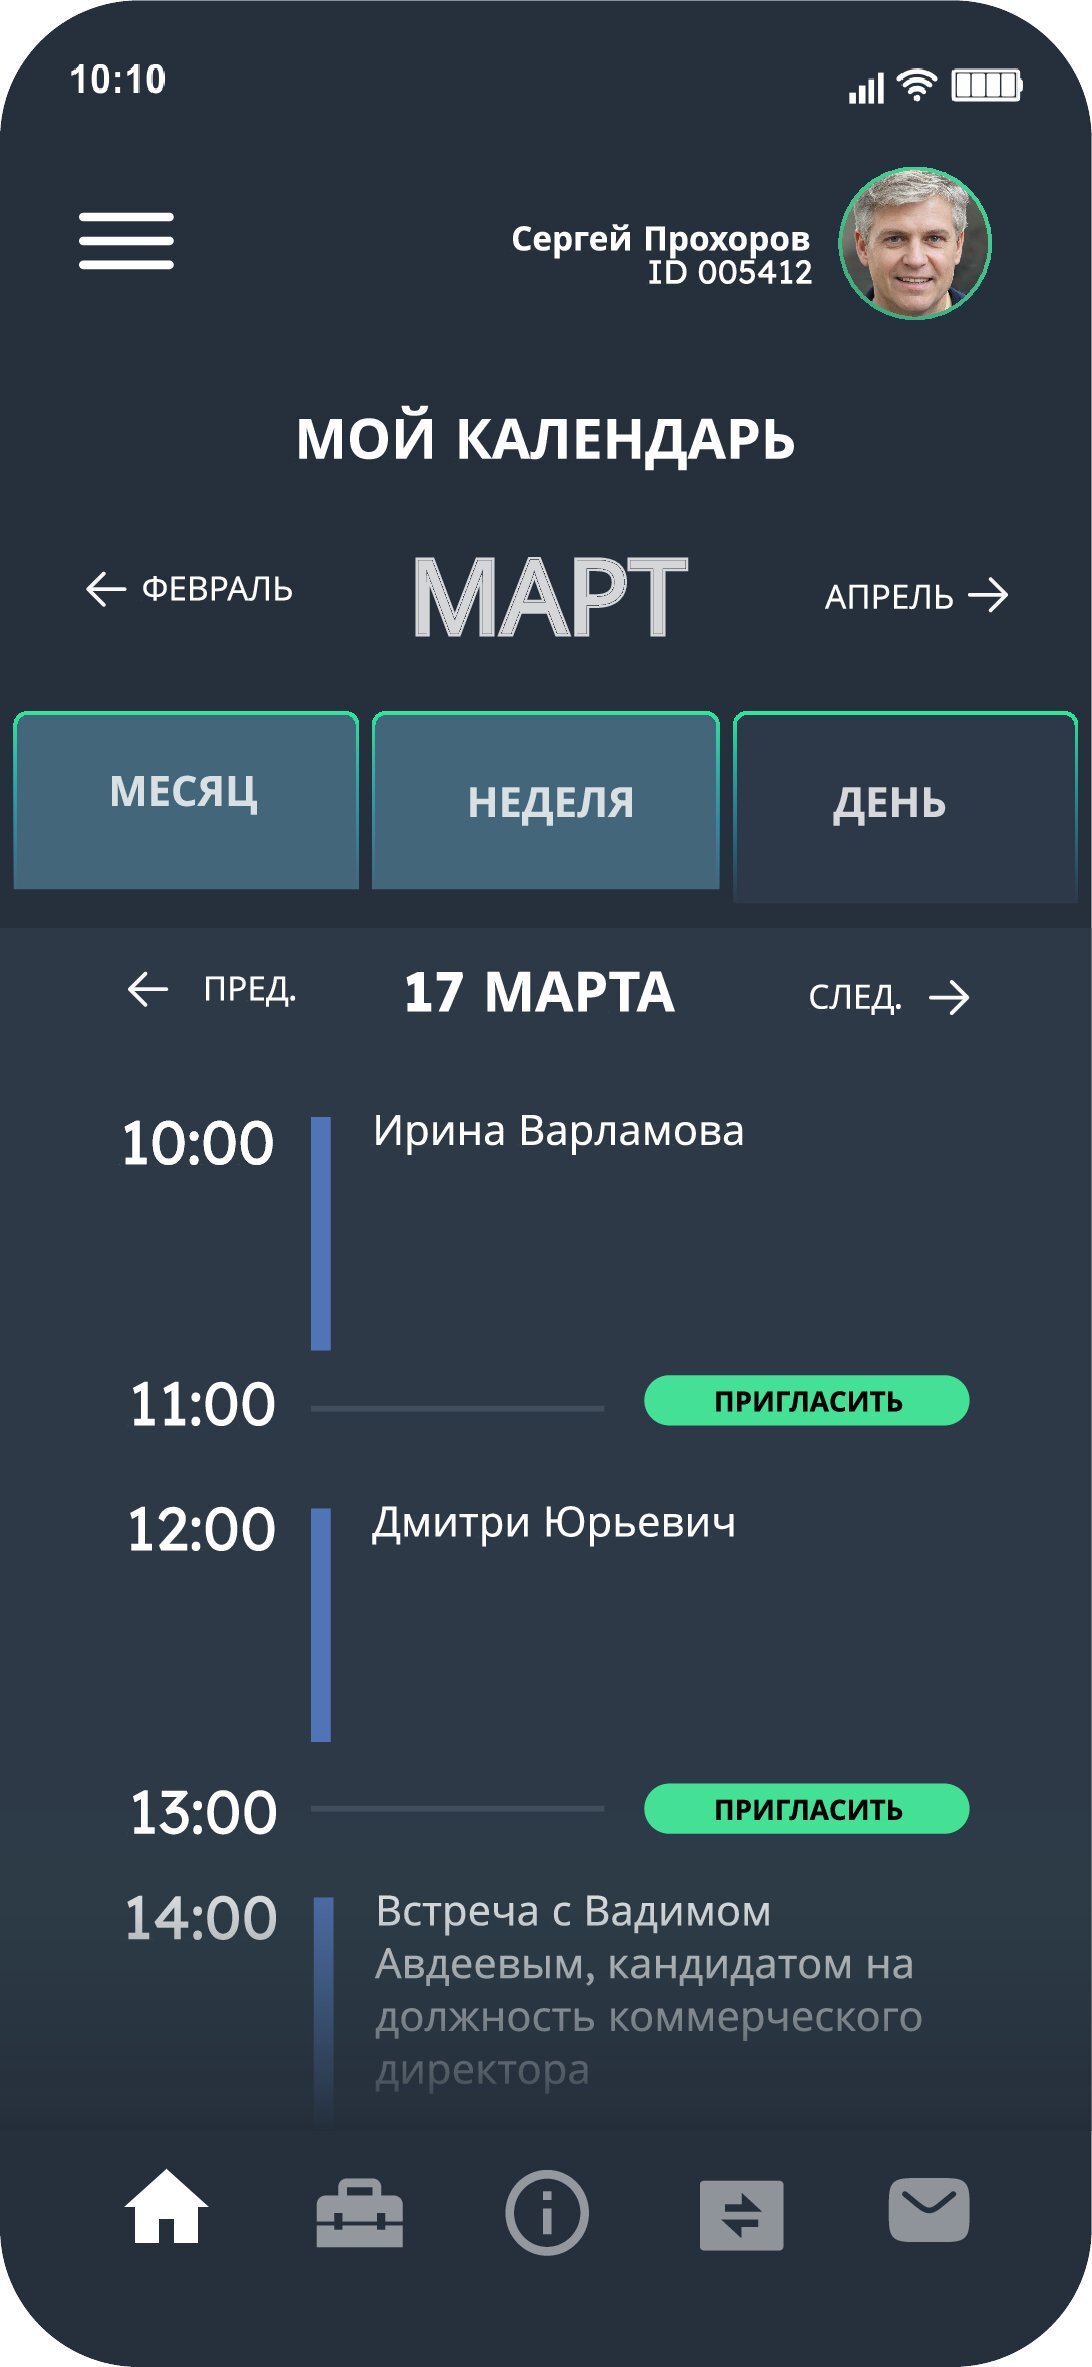 10:10
Сергей Прохоров
ID 005412
МОЙ КАЛЕНДАРЬ
ФЕВРАЛЬ
МАРТ
АПРЕЛЬ
МЕСЯЦ
НЕДЕЛЯ
ДЕНЬ
ПРЕД.
17 МАРТА
СЛЕД.
10:00
Ирина Варламова
11:00
ПРИГЛАСИТЬ
12:00
Дмитри Юрьевич
13:00
ПРИГЛАСИТЬ
14:00
Встреча с Вадимом
Авдеевым, кандидатом на
должность коммерческого
директора